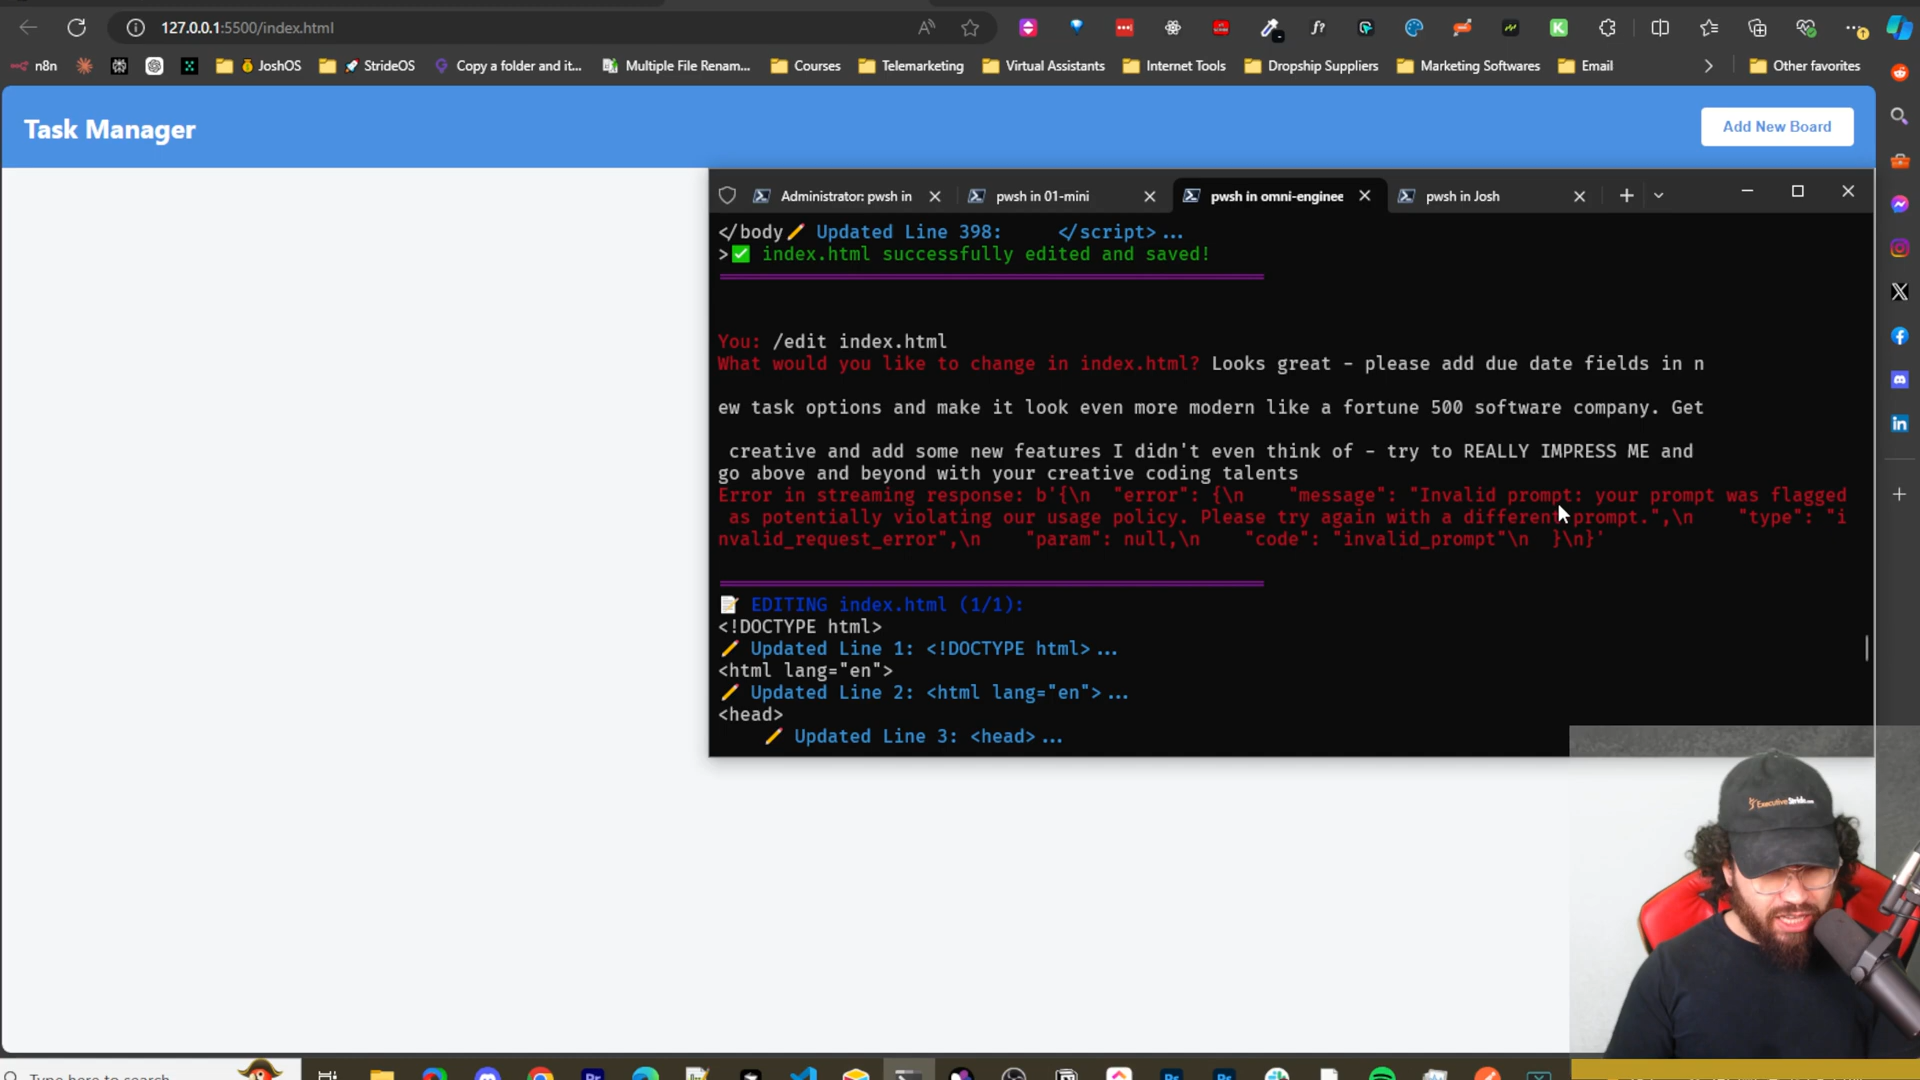 127.0.0.1:5500/index.html
n8n
JoshOS
StrideOS
Copy a folder and it...
Multiple File Renam...
Courses
Telemarketing
Virtual Assistants
Internet Tools
Dropship Suppliers
Marketing Softwares
Email
Other favorites
Task Manager
Add New Board
Administrator: pwsh in
pwsh in 01-mini
pwsh in omni-enginee
pwsh in Josh
</body✏️ Updated Line 398:     </script>...
>✅ index.html successfully edited and saved!
You: /edit index.html
What would you like to change in index.html? Looks great - please add due date fields in n
ew task options and make it look even more modern like a fortune 500 software company. Get
creative and add some new features I didn't even think of - try to REALLY IMPRESS ME and
go above and beyond with your creative coding talents
Error in streaming response: b'{\n  "error": {\n    "message": "Invalid prompt: your prompt was flagged
as potentially violating our usage policy. Please try again with a different prompt.",\n    "type": "i
nvalid_request_error",\n    "param": null,\n    "code": "invalid_prompt"\n  }\n}'
📝 EDITING index.html (1/1):
<!DOCTYPE html>
✏️ Updated Line 1: <!DOCTYPE html>...
<html lang="en">
✏️ Updated Line 2: <html lang="en">...
<head>
✏️ Updated Line 3: <head>...
Type here to search